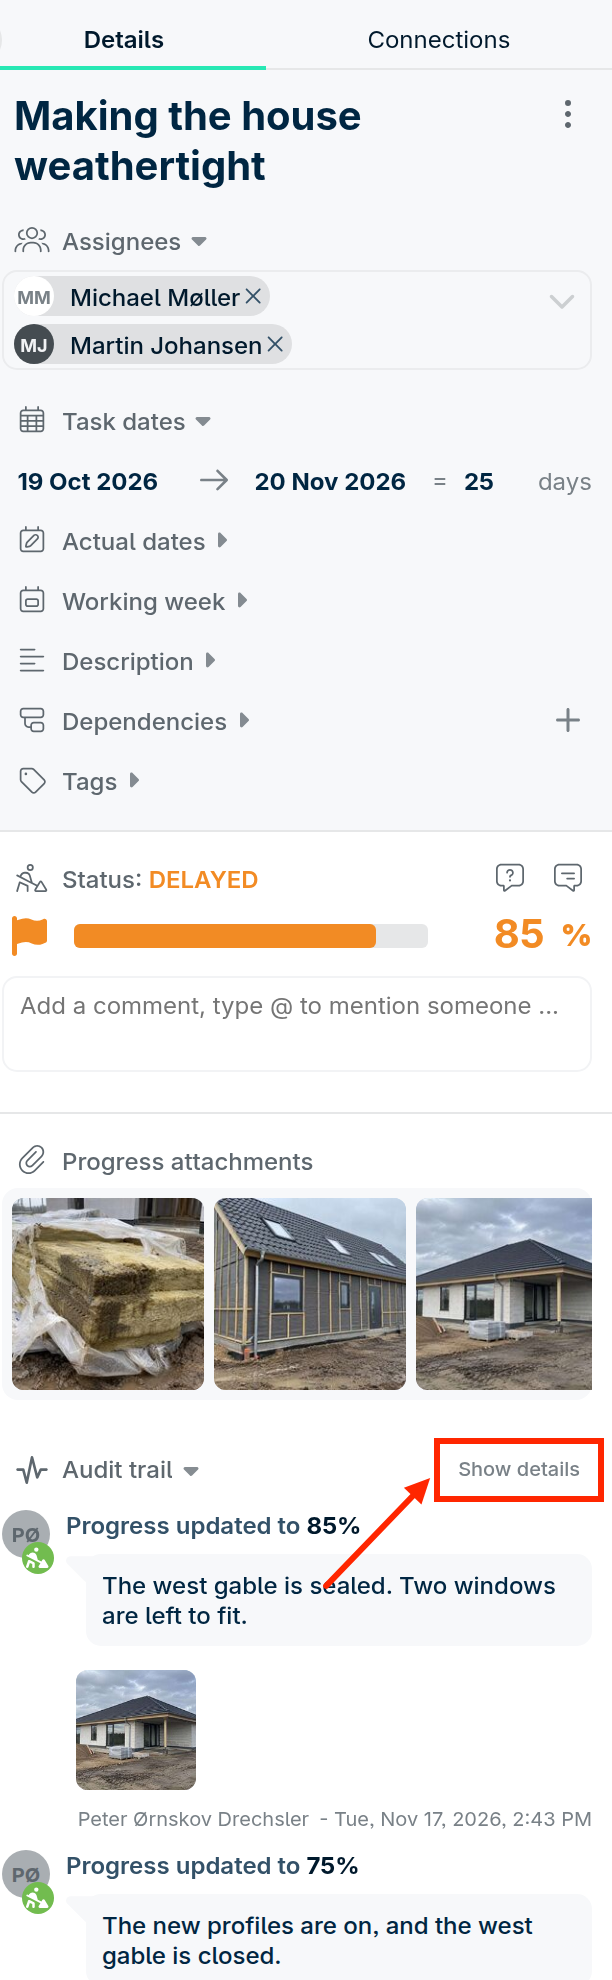 Details
Connections
Making the house
weathertight
Assignees
MM Michael Møller
MJ Martin Johansen
Task dates
19 Oct 2026 → 20 Nov 2026 = 25 days
Actual dates
Working week
Description
Dependencies
Tags
Status: DELAYED
85 %
Add a comment, type @ to mention someone ...
Progress attachments
Audit trail
Show details
PØ
Progress updated to 85%
The west gable is sealed. Two windows
are left to fit.
Peter Ørnskov Drechsler - Tue, Nov 17, 2026, 2:43 PM
PØ
Progress updated to 75%
The new profiles are on, and the west
gable is closed.